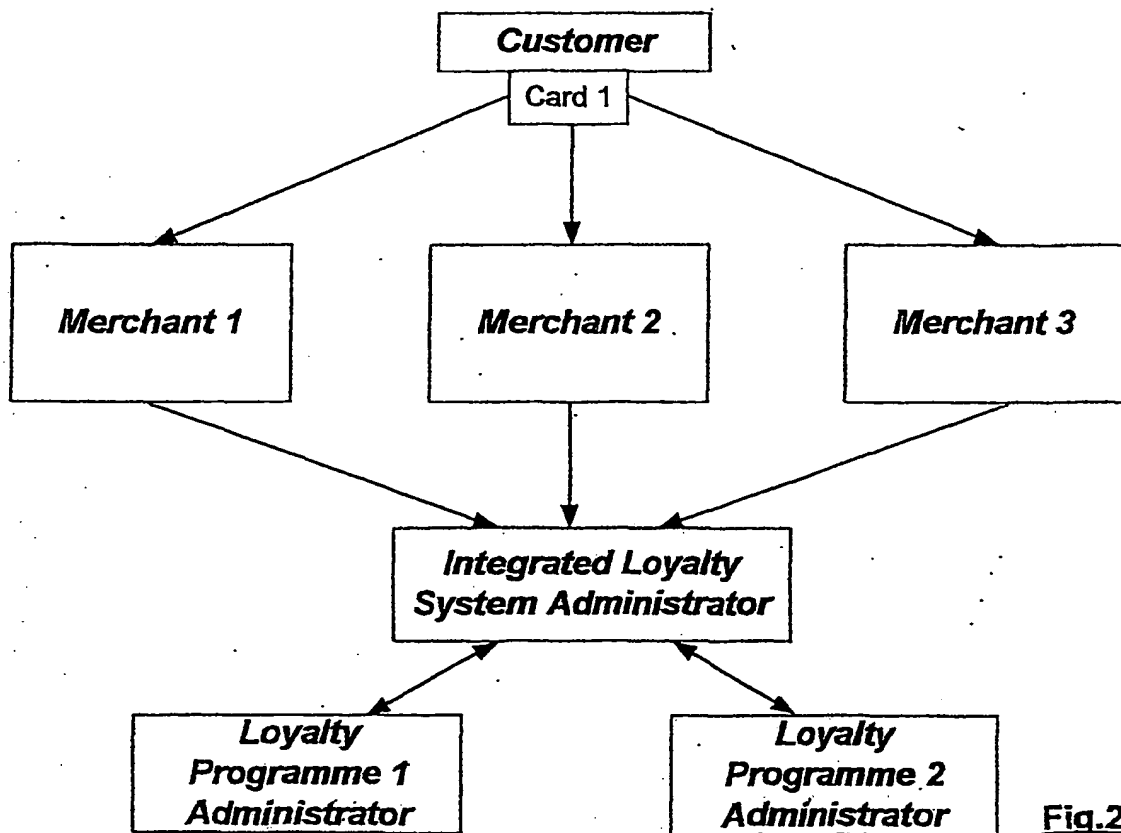 Customer
Card 1
Merchant 1
Merchant 2
Merchant 3
Integrated Loyalty
System Administrator
Loyalty
Programme 1
Administrator
Loyalty
Programme 2
Administrator
Fig.2